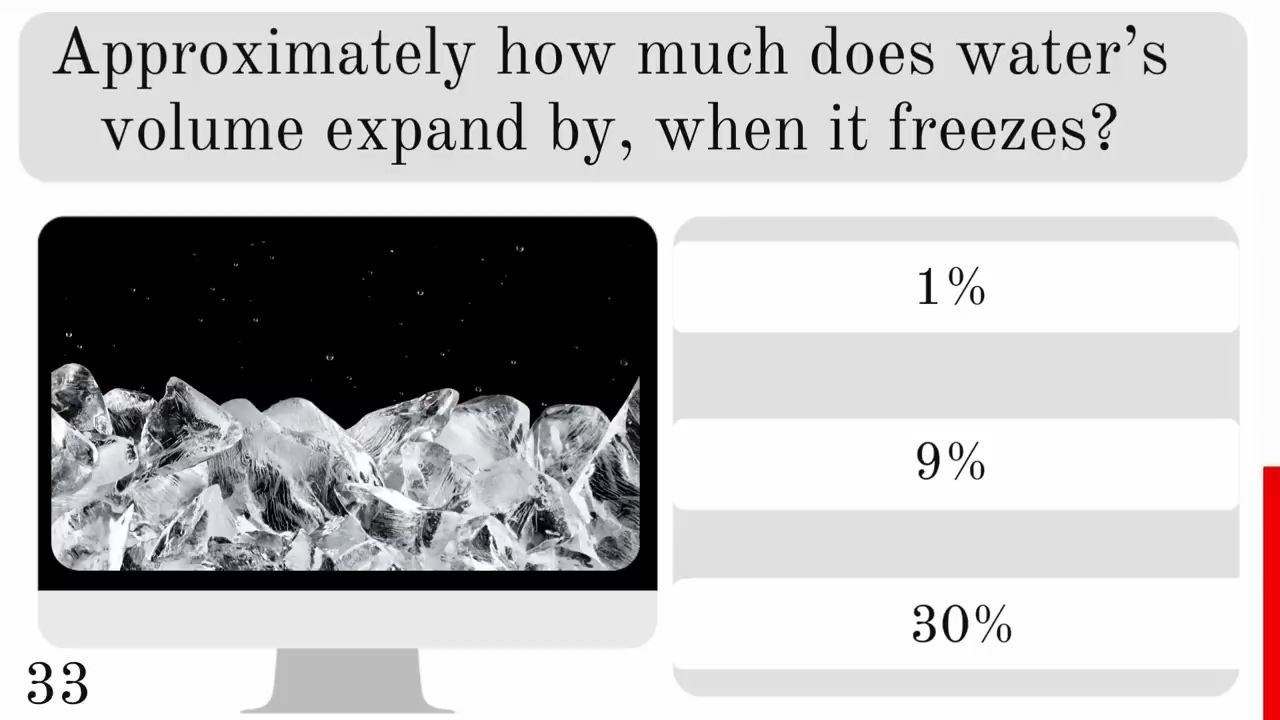 Approximately how much does water’s
volume expand by, when it freezes?
1%
9%
30%
33